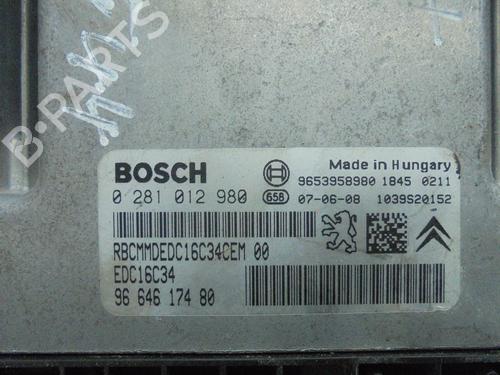 B-PARTS
BOSCH
Made in Hungary
0 281 012 980
658
9653958980 1845 0211
07-06-08 1039S20152
RBCMMDEDC16C34CEM 00
EDC16C34
96 646 174 80